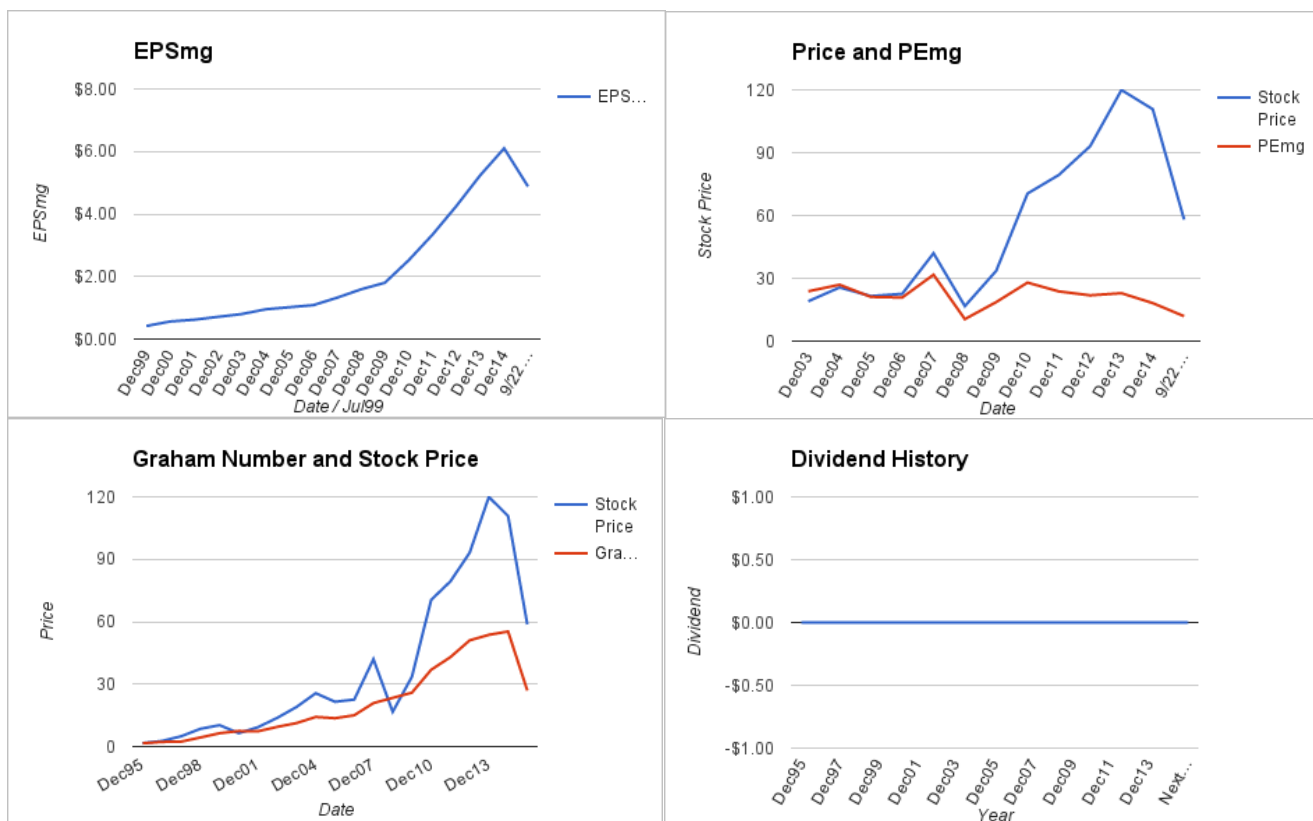 EPSmg
$8.00
$6.00
$4.00
$2.00
$0.00
EPSmg
EPS…
Dec99
Dec00
Dec01
Dec02
Dec03
Dec04
Dec05
Dec06
Dec07
Dec08
Dec09
Dec10
Dec11
Dec12
Dec13
Dec14
9/22…
Date / Jul99
Price and PEmg
120
90
60
30
0
Stock Price
Stock
Price
PEmg
Dec03
Dec04
Dec05
Dec06
Dec07
Dec08
Dec09
Dec10
Dec11
Dec12
Dec13
Dec14
9/22…
Date
Graham Number and Stock Price
120
90
60
30
0
Price
Stock
Price
Gra…
Dec95
Dec98
Dec01
Dec04
Dec07
Dec10
Dec13
Date
Dividend History
$1.00
$0.50
$0.00
-$0.50
-$1.00
Dividend
Dec95
Dec97
Dec99
Dec01
Dec03
Dec05
Dec07
Dec09
Dec11
Dec13
Next…
Year